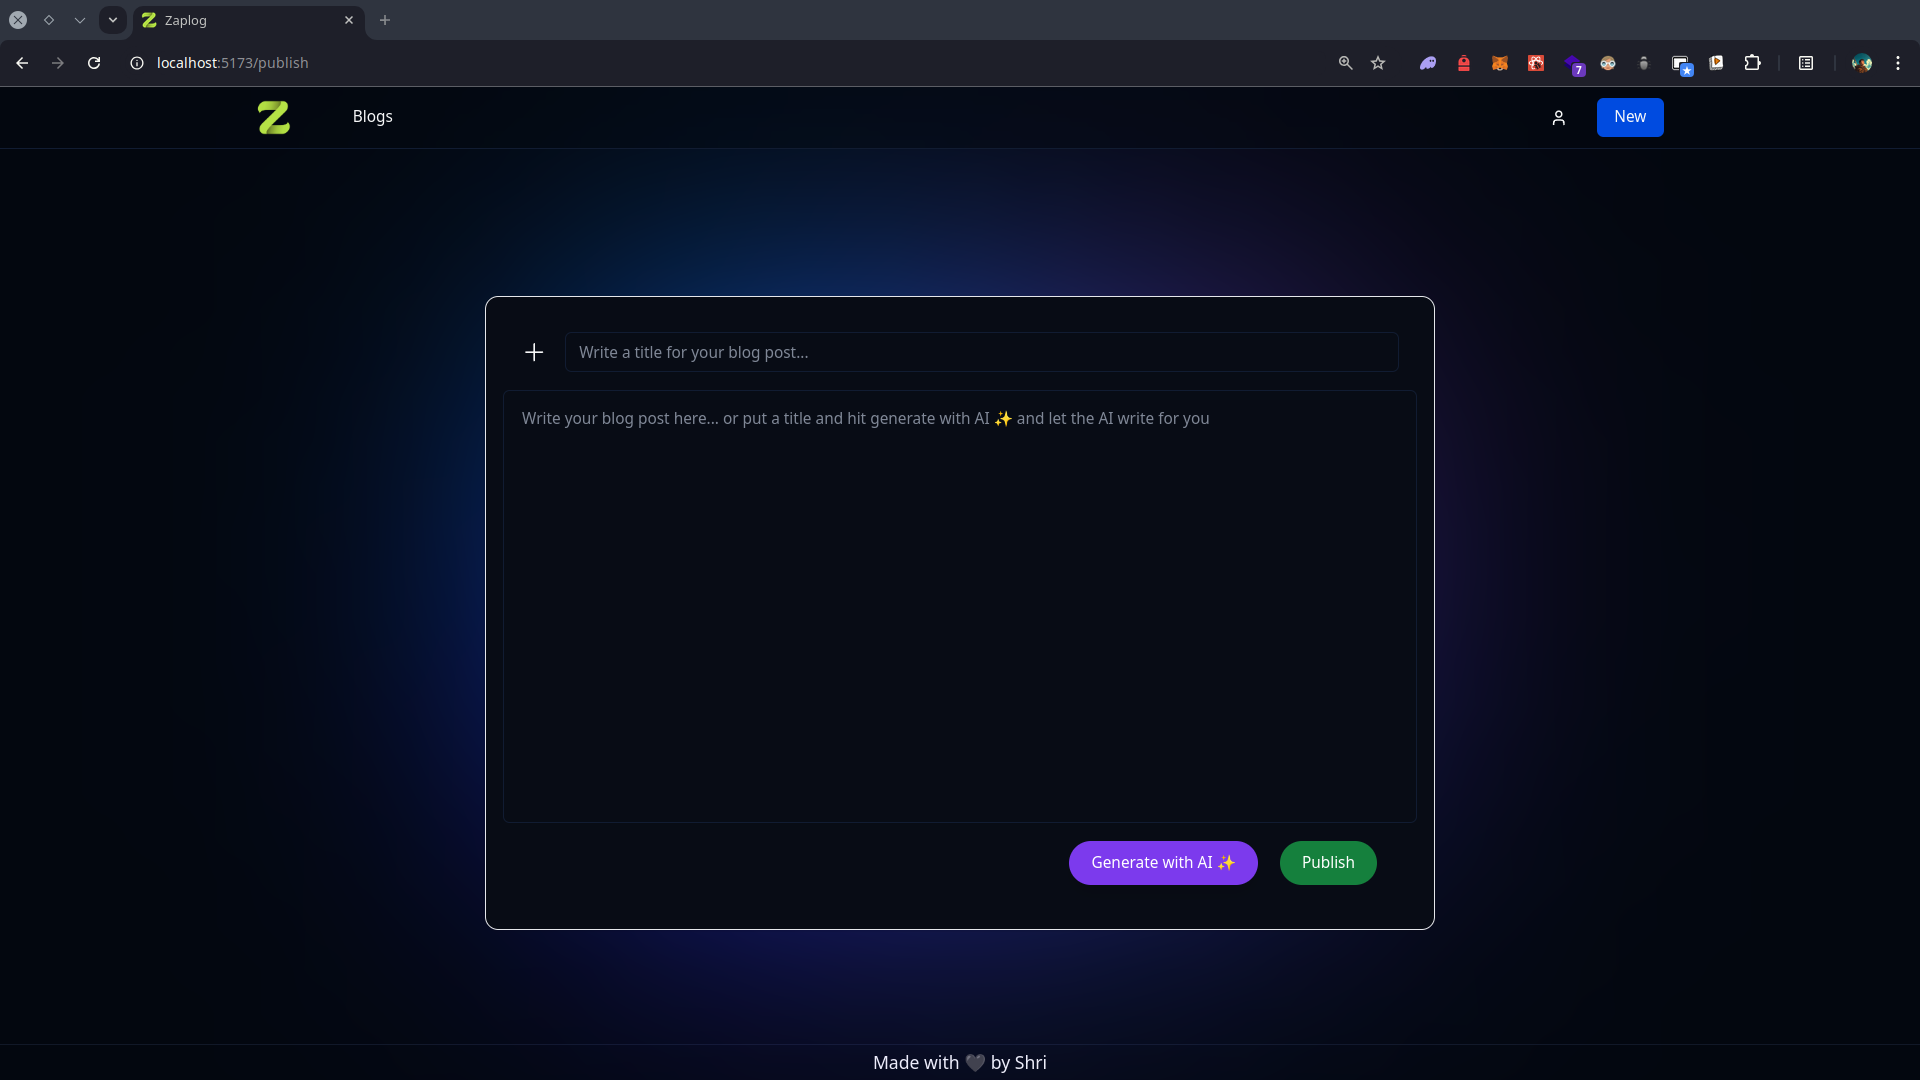 Zaplog
localhost:5173/publish
7
Blogs
New
Write a title for your blog post...
Write your blog post here... or put a title and hit generate with AI ✨ and let the AI write for you
Generate with AI ✨
Publish
Made with 🖤 by Shri